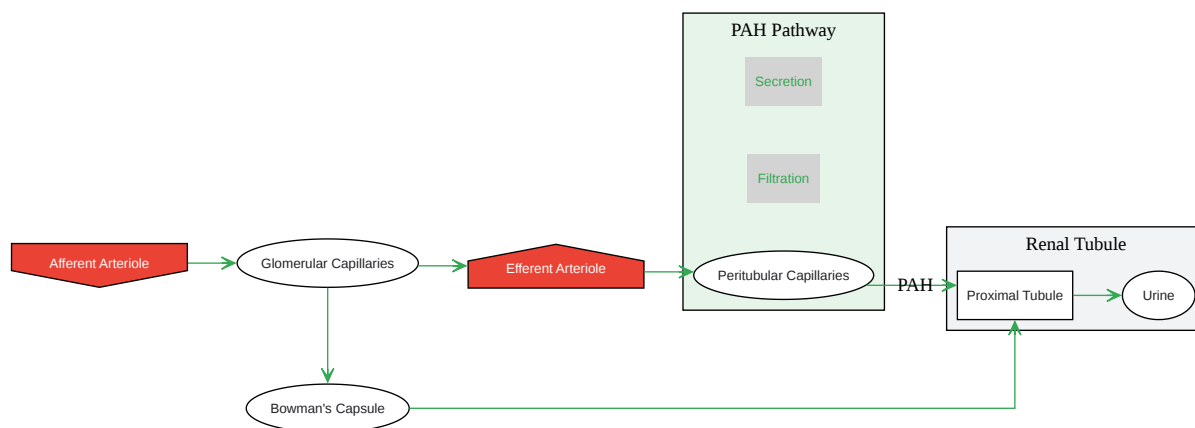 PAH Pathway
Secretion
Filtration
Renal Tubule
Afferent Arteriole
Glomerular Capillaries
Efferent Arteriole
Peritubular Capillaries
PAH
Proximal Tubule
Urine
Bowman's Capsule